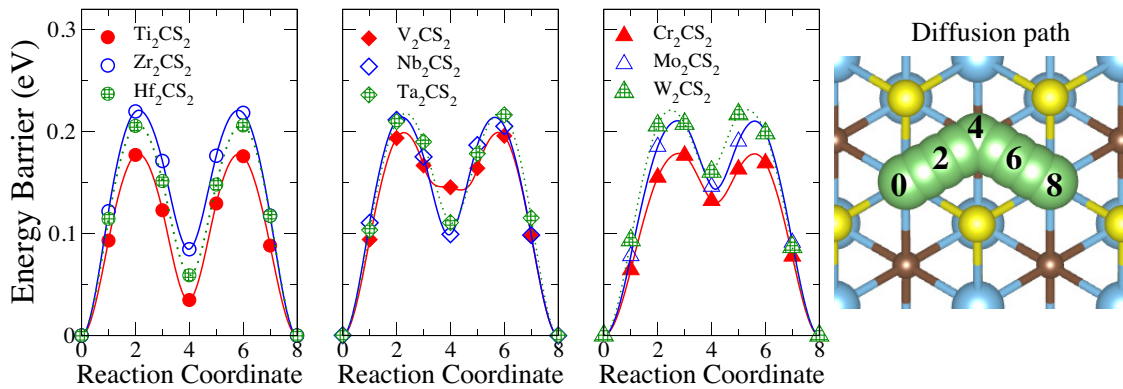 Energy Barrier (eV)
0.3
0.2
0.1
0
Ti₂CS₂
Zr₂CS₂
Hf₂CS₂
0 2 4 6 8
Reaction Coordinate
V₂CS₂
Nb₂CS₂
Ta₂CS₂
0 2 4 6 8
Reaction Coordinate
Cr₂CS₂
Mo₂CS₂
W₂CS₂
0 2 4 6 8
Reaction Coordinate
Diffusion path
4
2 6
0 8